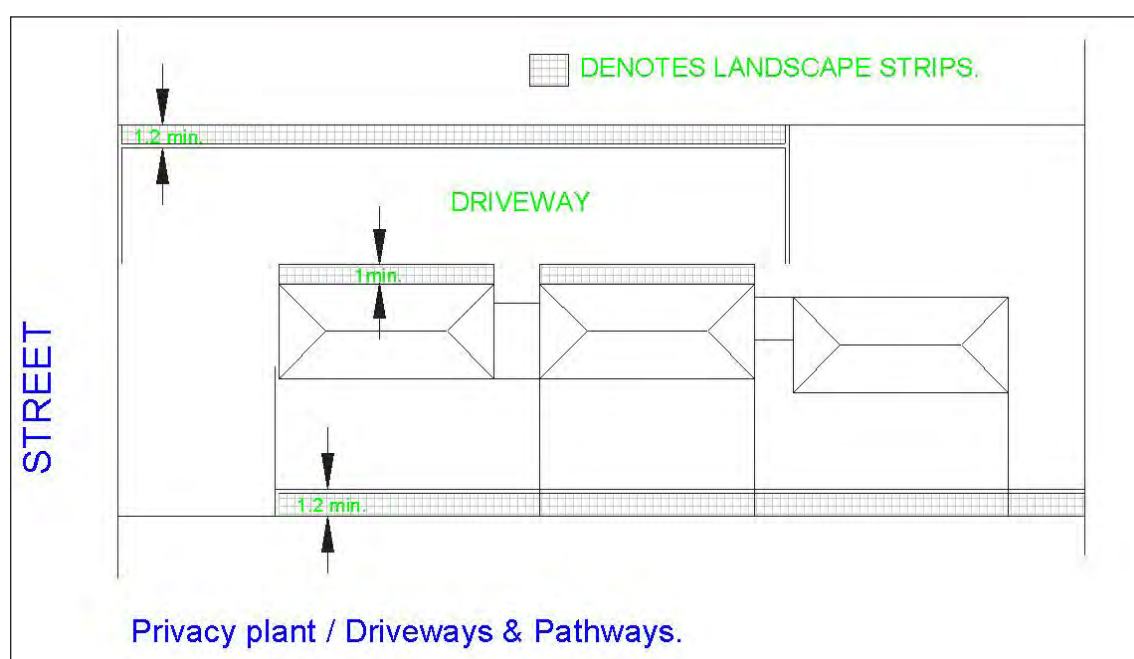 DENOTES LANDSCAPE STRIPS.
1.2 min.
DRIVEWAY
1min.
STREET
1.2 min.
Privacy plant / Driveways & Pathways.